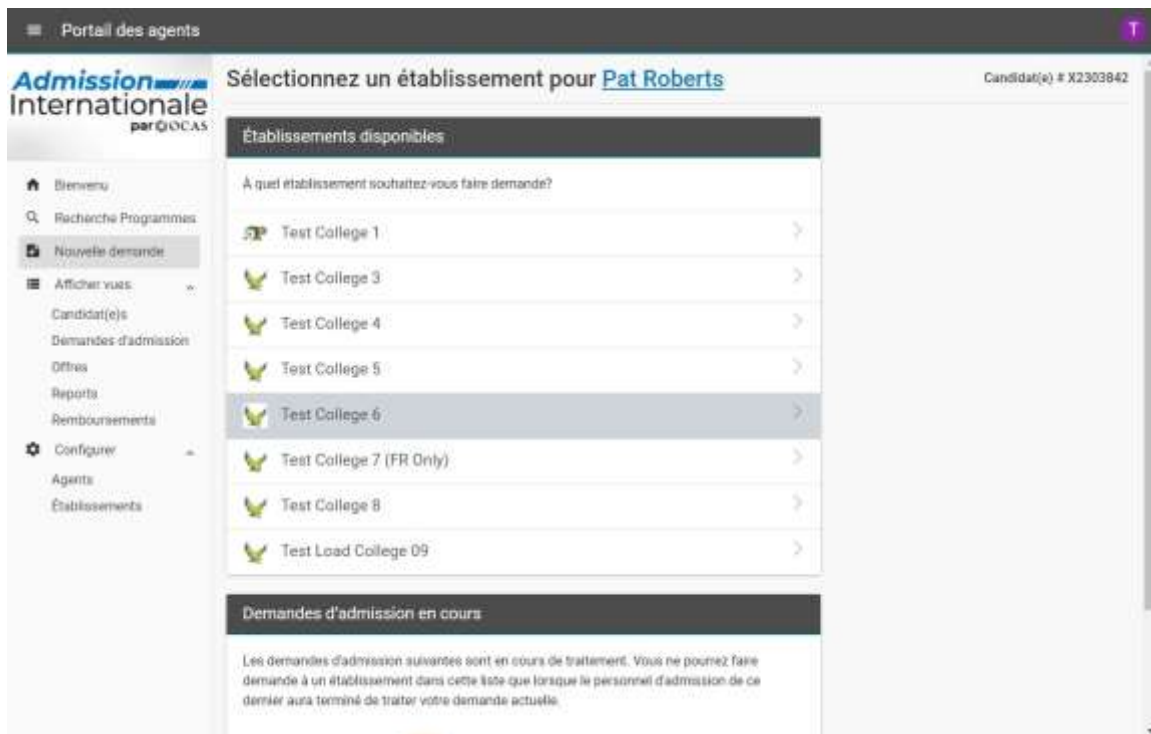 Portail des agents
T
Admission
Internationale
par OCAS
Bienvenu
Recherche Programmes
Nouvelle demande
Afficher vues
Candidat(e)s
Demandes d'admission
Offres
Reports
Remboursements
Configurer
Agents
Établissements
Sélectionnez un établissement pour Pat Roberts
Candidat(e) # X2303842
Établissements disponibles
À quel établissement souhaitez-vous faire demande?
Test College 1
Test College 3
Test College 4
Test College 5
Test College 6
Test College 7 (FR Only)
Test College 8
Test Load College 09
Demandes d'admission en cours
Les demandes d'admission suivantes sont en cours de traitement. Vous ne pourrez faire
demande à un établissement dans cette liste que lorsque le personnel d'admission de ce
dernier aura terminé de traiter votre demande actuelle.